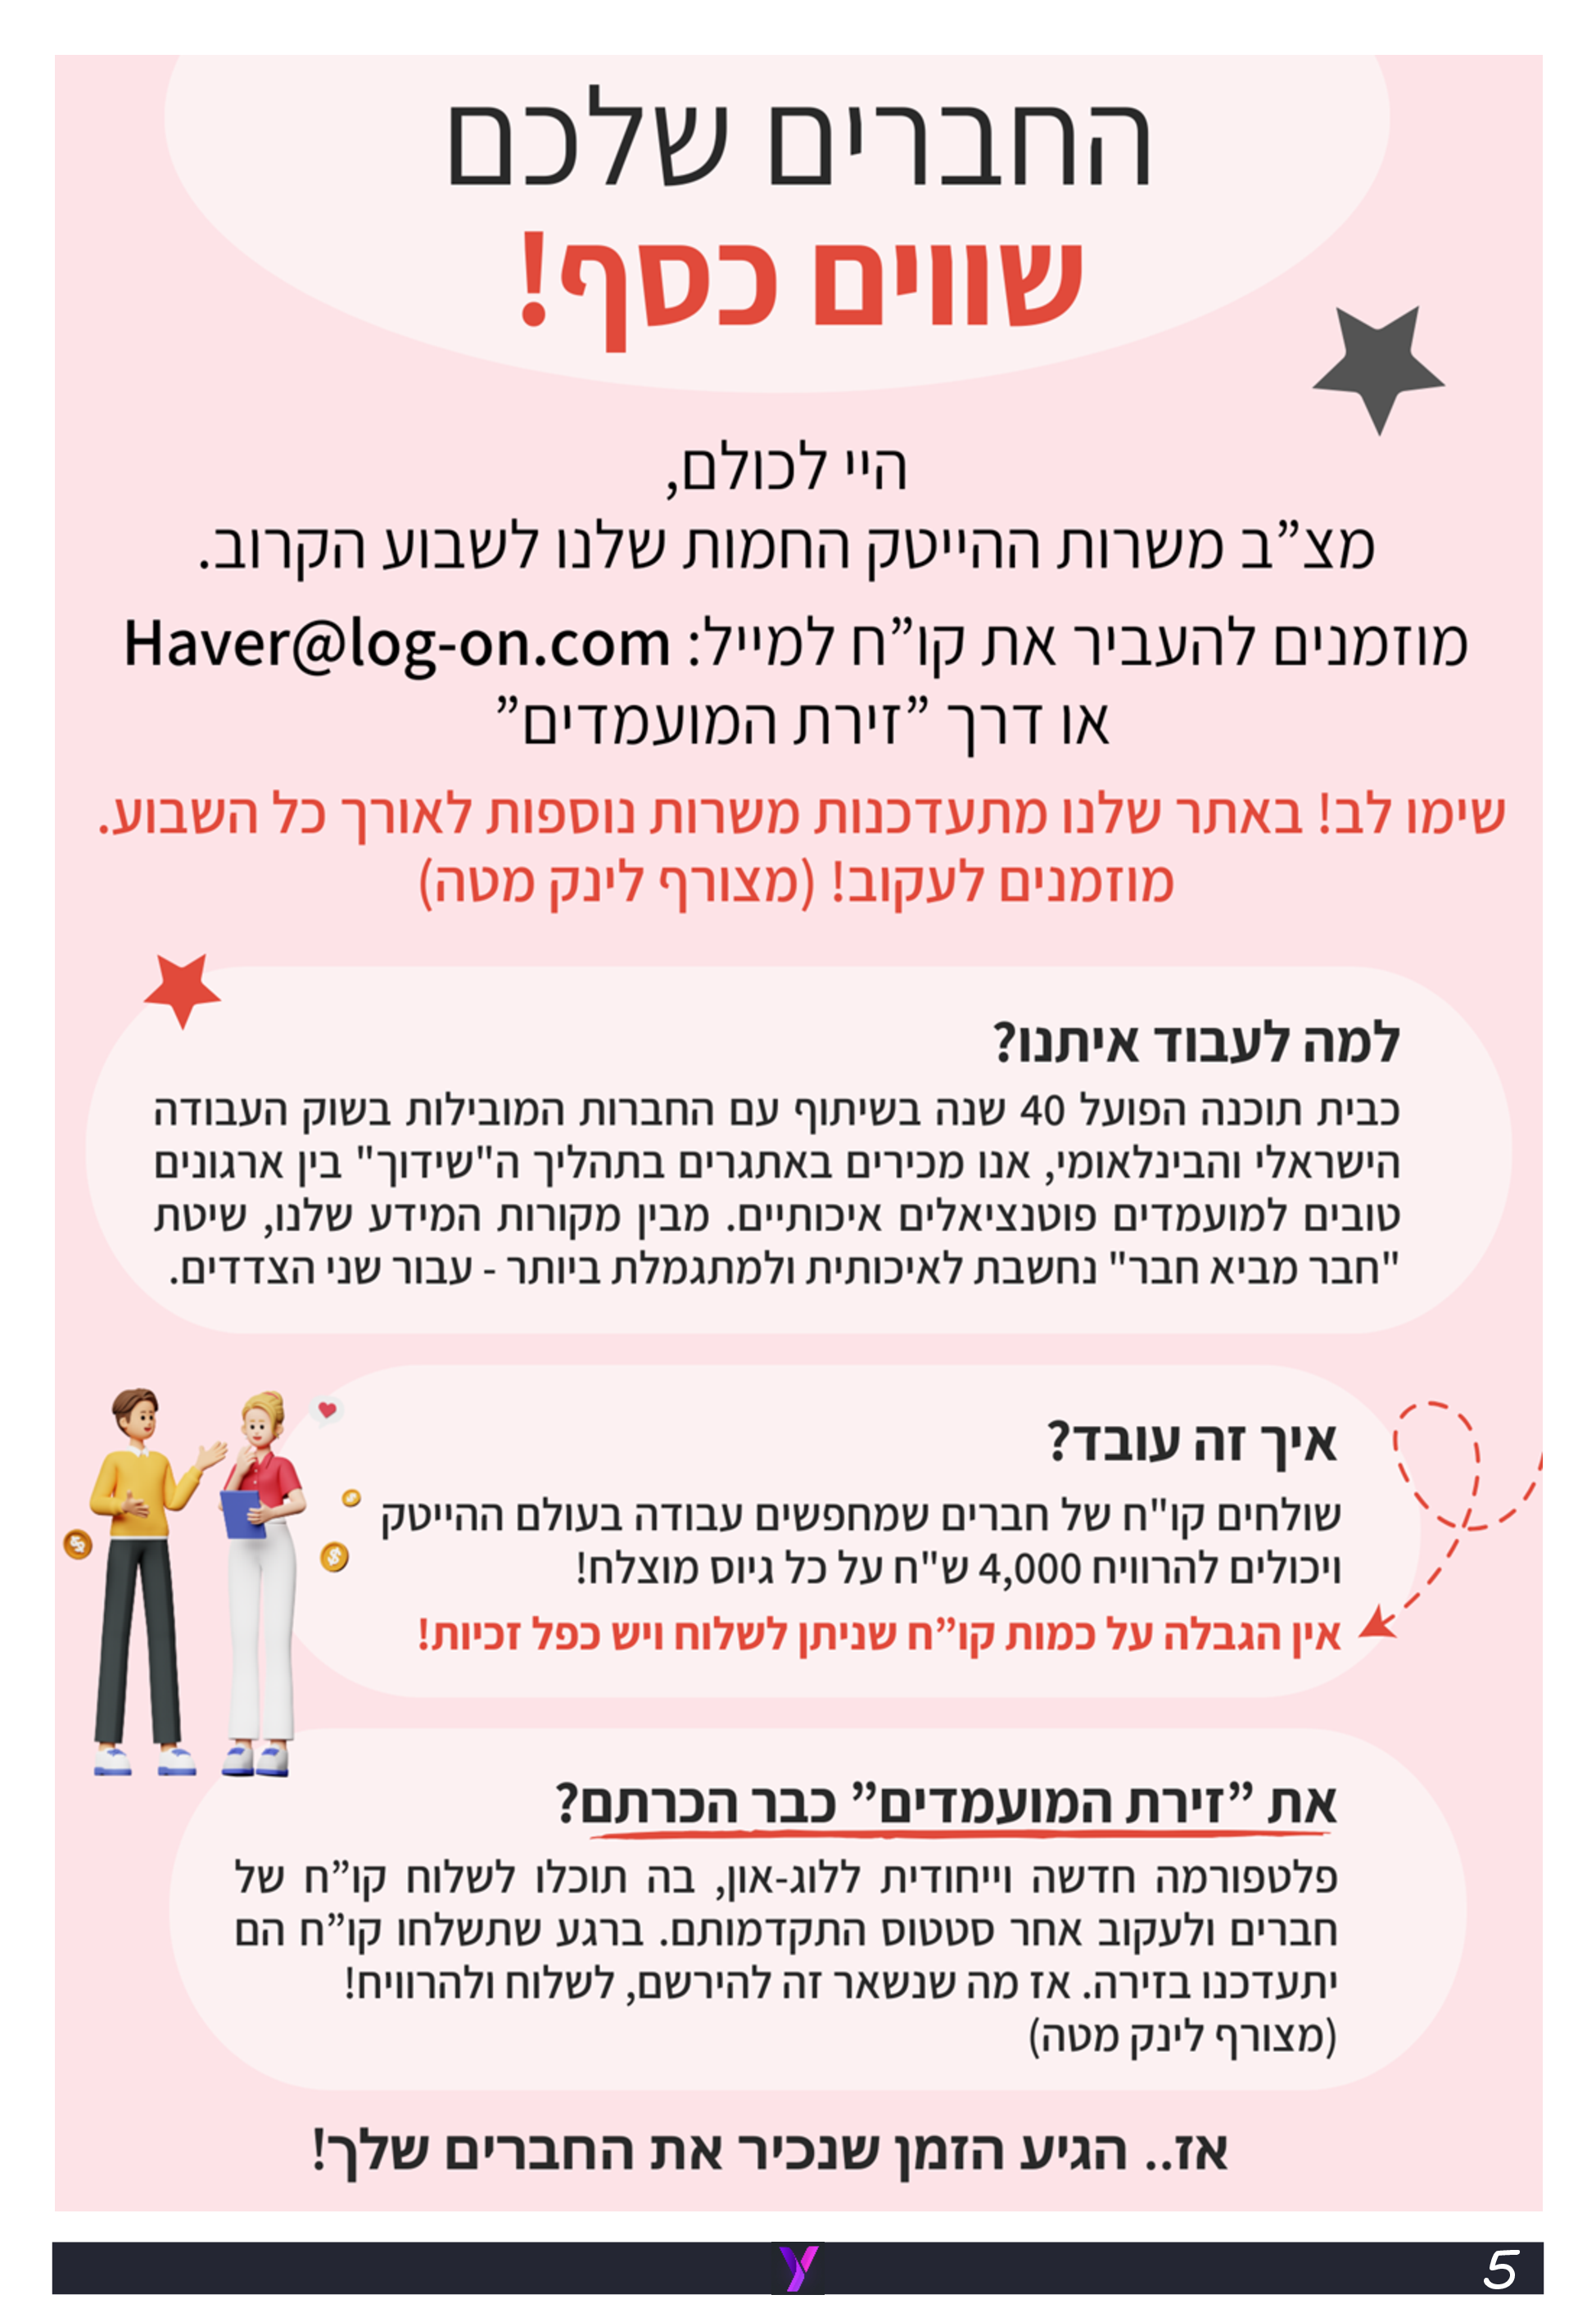 החברים שלכם
שווים כסף!
היי לכולם,
מצ”ב משרות ההייטק החמות שלנו לשבוע הקרוב.
מוזמנים להעביר את קו”ח למייל: Haver@log-on.com
או דרך ”זירת המועמדים”
שימו לב! באתר שלנו מתעדכנות משרות נוספות לאורך כל השבוע.
מוזמנים לעקוב! (מצורף לינק מטה)
למה לעבוד איתנו?
כבית תוכנה הפועל 40 שנה בשיתוף עם החברות המובילות בשוק העבודה
הישראלי והבינלאומי, אנו מכירים באתגרים בתהליך ה"שידוך" בין ארגונים
טובים למועמדים פוטנציאלים איכותיים. מבין מקורות המידע שלנו, שיטת
"חבר מביא חבר" נחשבת לאיכותית ולמתגמלת ביותר - עבור שני הצדדים.
איך זה עובד?
שולחים קו"ח של חברים שמחפשים עבודה בעולם ההייטק
ויכולים להרוויח 4,000 ש"ח על כל גיוס מוצלח!
אין הגבלה על כמות קו”ח שניתן לשלוח ויש כפל זכיות!
את ”זירת המועמדים” כבר הכרתם?
פלטפורמה חדשה וייחודית ללוג-און, בה תוכלו לשלוח קו”ח של
חברים ולעקוב אחר סטטוס התקדמותם. ברגע שתשלחו קו”ח הם
יתעדכנו בזירה. אז מה שנשאר זה להירשם, לשלוח ולהרוויח!
(מצורף לינק מטה)
אז.. הגיע הזמן שנכיר את החברים שלך!
5